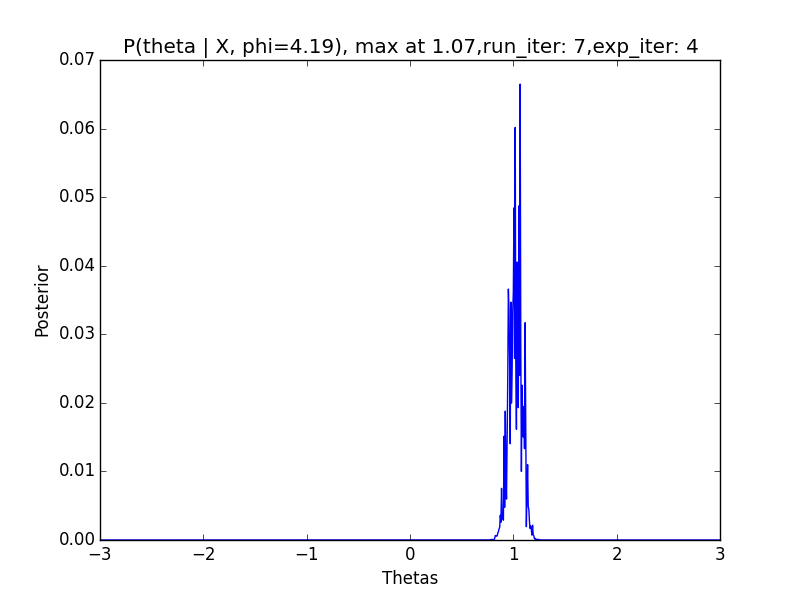 P(theta | X, phi=4.19), max at 1.07,run_iter: 7,exp_iter: 4
0.07
0.06
0.05
0.04
0.03
0.02
0.01
0.00
Posterior
−3 −2 −1 0 1 2 3
Thetas